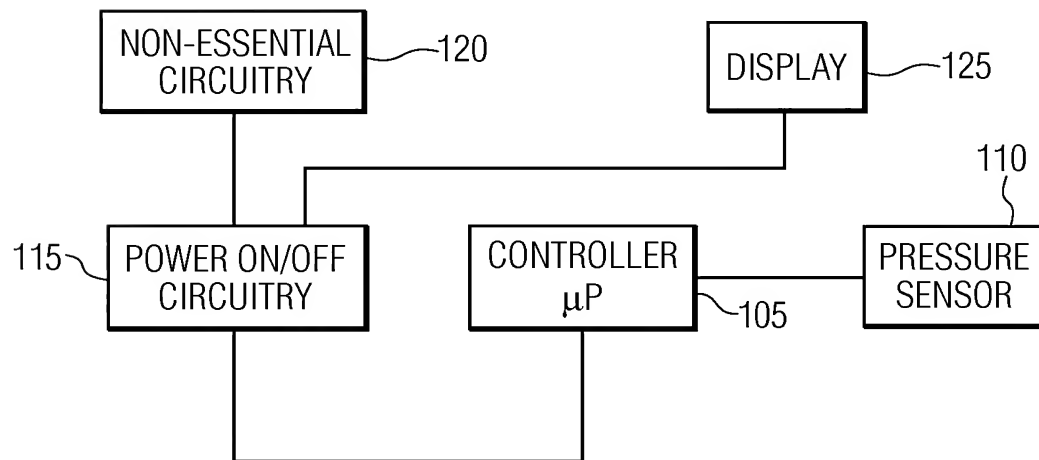 NON-ESSENTIAL
CIRCUITRY
120
DISPLAY
125
110
115
POWER ON/OFF
CIRCUITRY
CONTROLLER
μP
105
PRESSURE
SENSOR